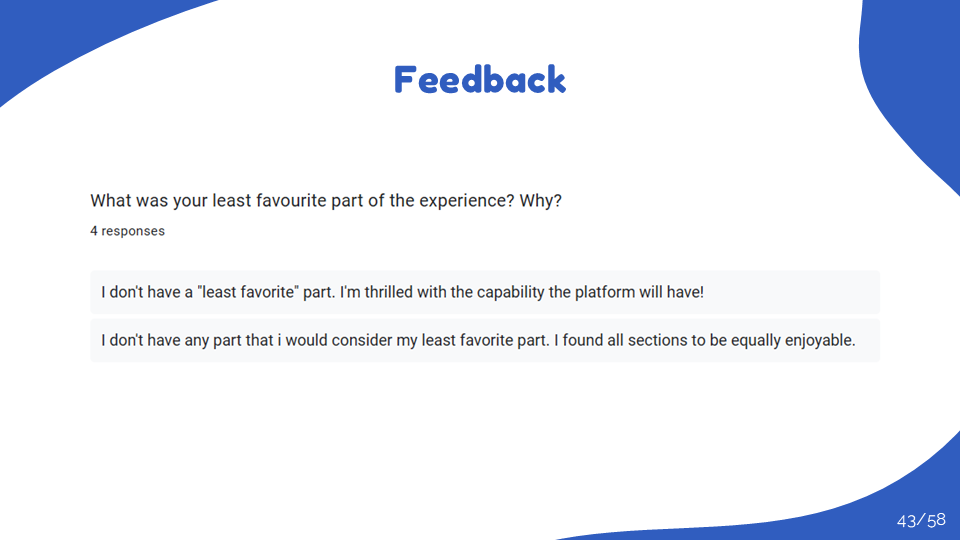 Feedback
What was your least favourite part of the experience? Why?
4 responses
I don't have a "least favorite" part. I'm thrilled with the capability the platform will have!
I don't have any part that i would consider my least favorite part. I found all sections to be equally enjoyable.
43/58